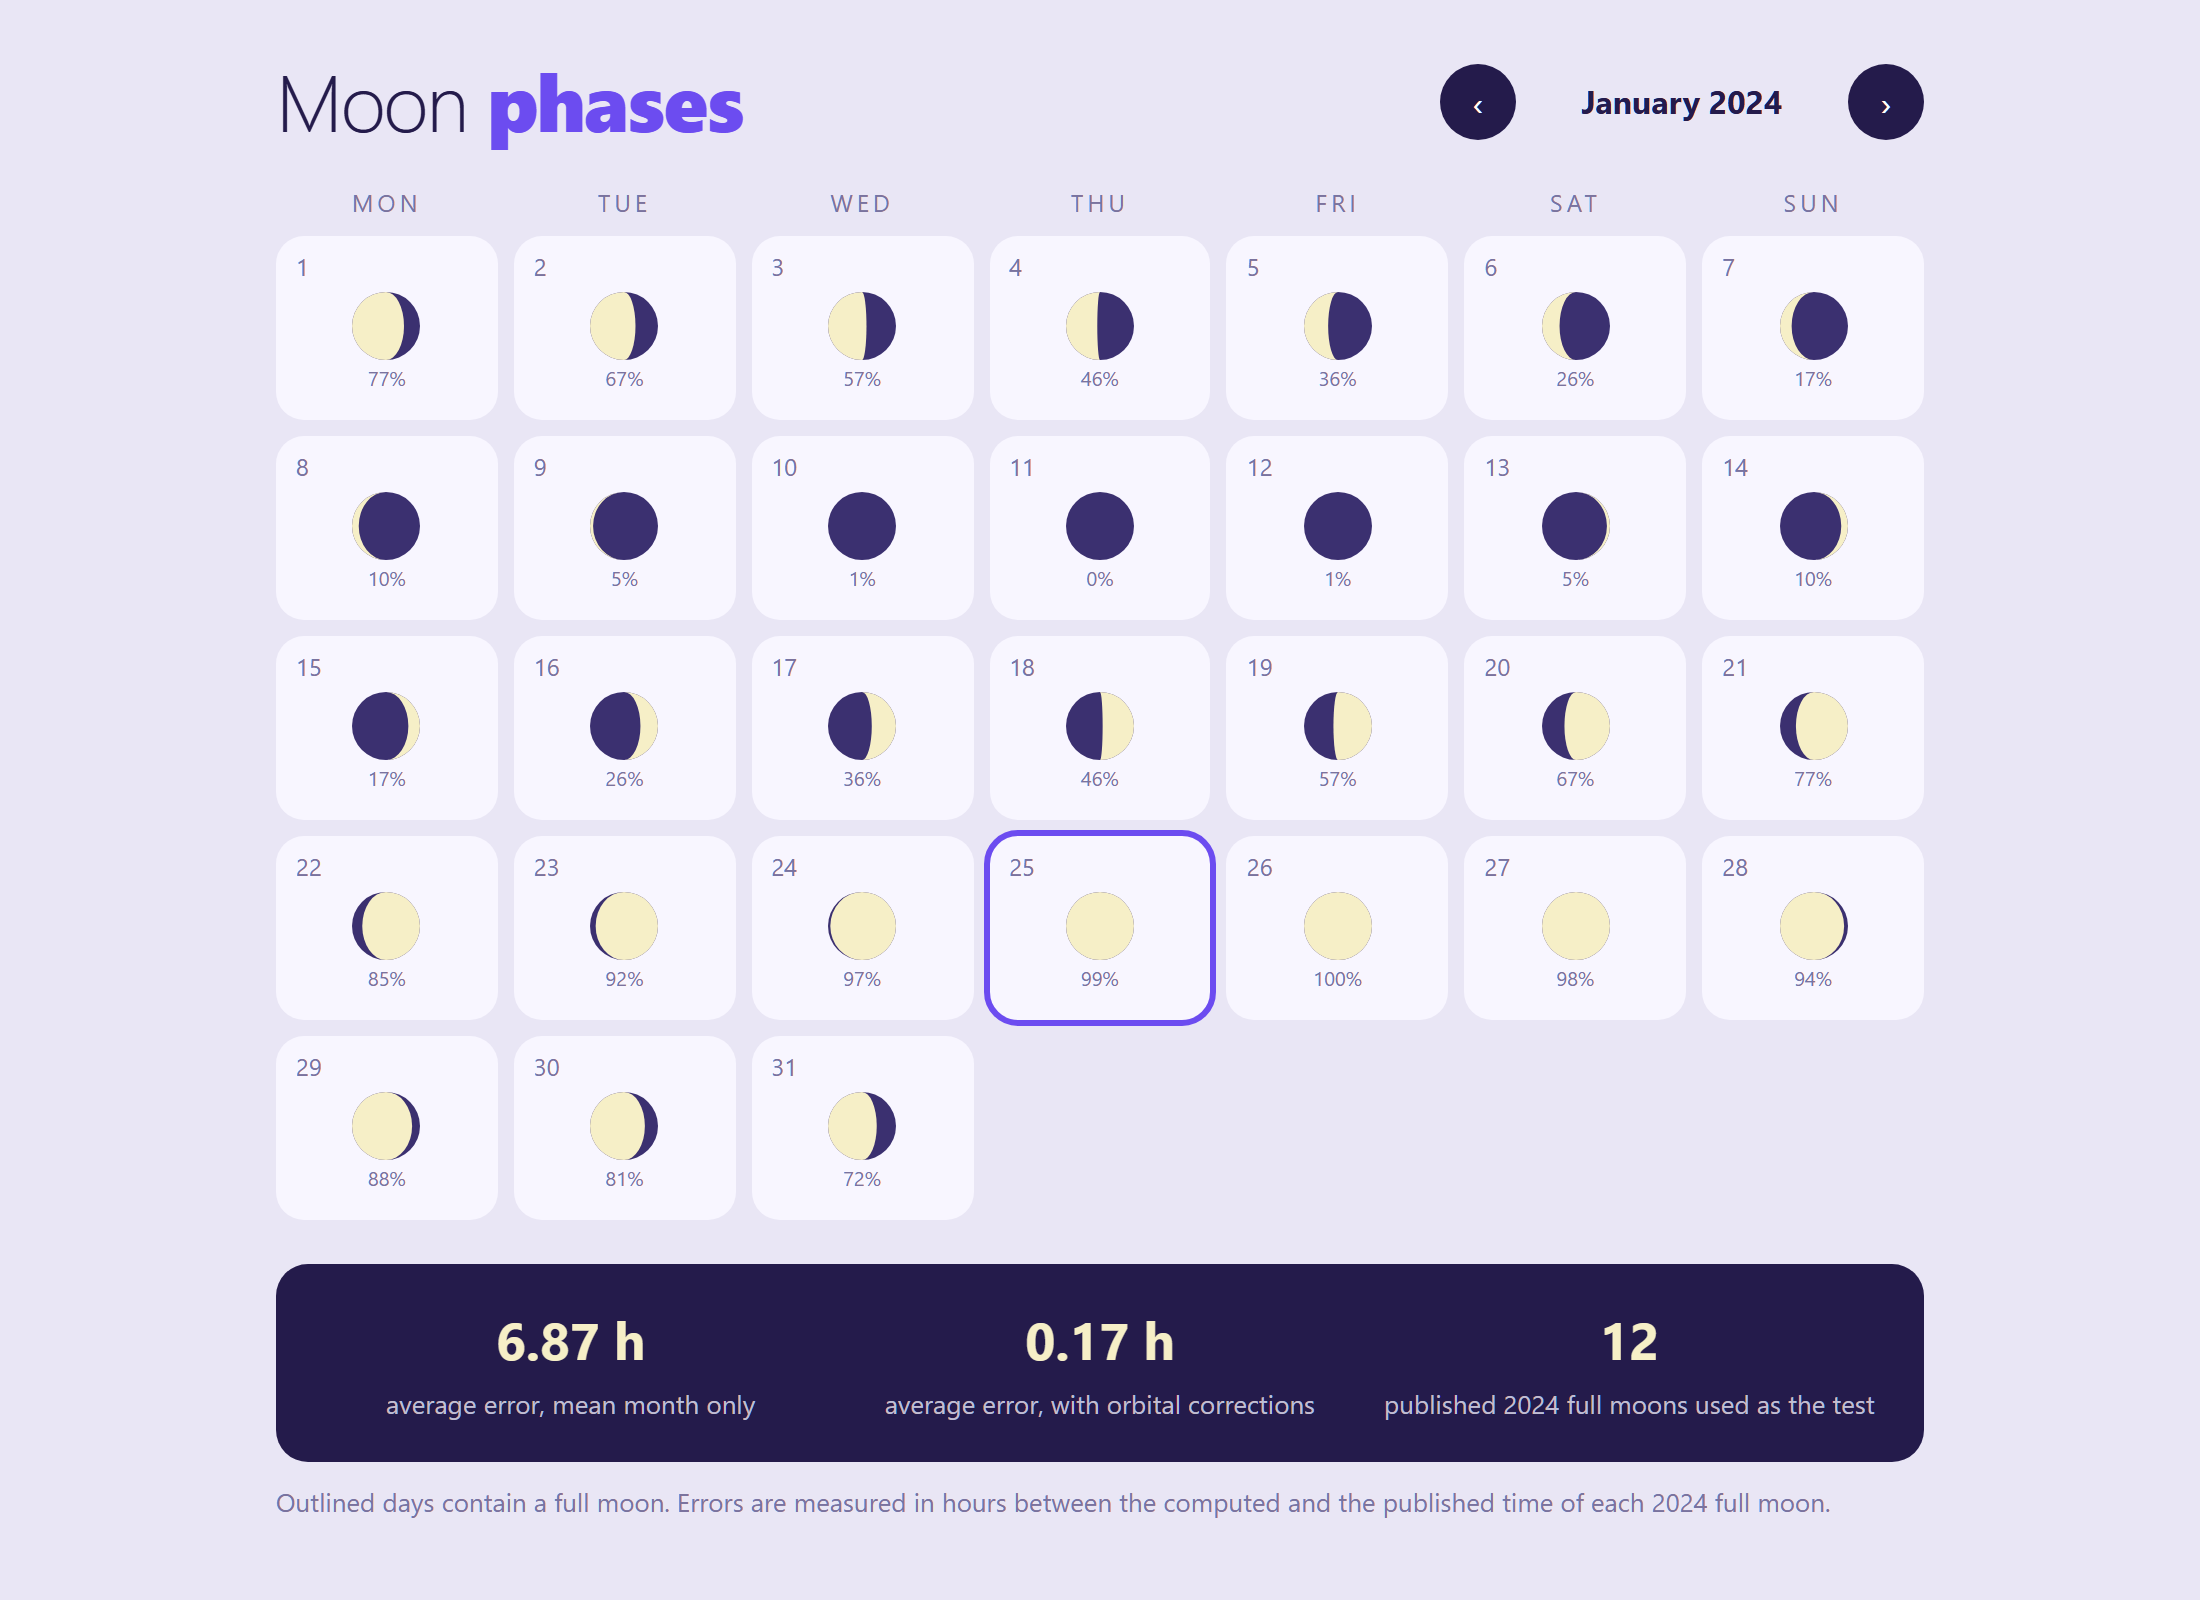 Moon phases
‹ January 2024 ›
MON TUE WED THU FRI SAT SUN
1 2 3 4 5 6 7
77% 67% 57% 46% 36% 26% 17%
8 9 10 11 12 13 14
10% 5% 1% 0% 1% 5% 10%
15 16 17 18 19 20 21
17% 26% 36% 46% 57% 67% 77%
22 23 24 25 26 27 28
85% 92% 97% 99% 100% 98% 94%
29 30 31
88% 81% 72%
6.87 h 0.17 h 12
average error, mean month only average error, with orbital corrections published 2024 full moons used as the test
Outlined days contain a full moon. Errors are measured in hours between the computed and the published time of each 2024 full moon.